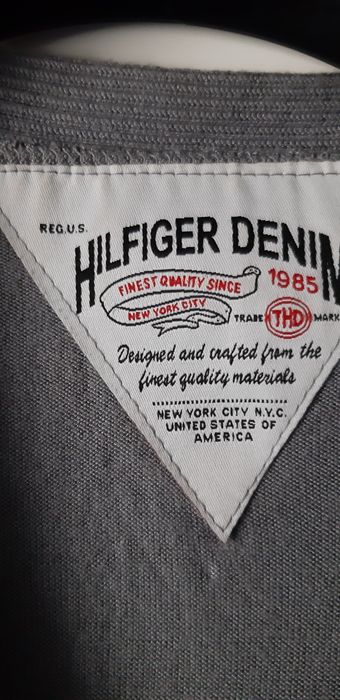 REG.U.S.
HILFIGER DENIM
FINEST QUALITY SINCE 1985
NEW YORK CITY
TRADE THD MARK
Designed and crafted from the
finest quality materials
NEW YORK CITY N.Y.C.
UNITED STATES OF
AMERICA